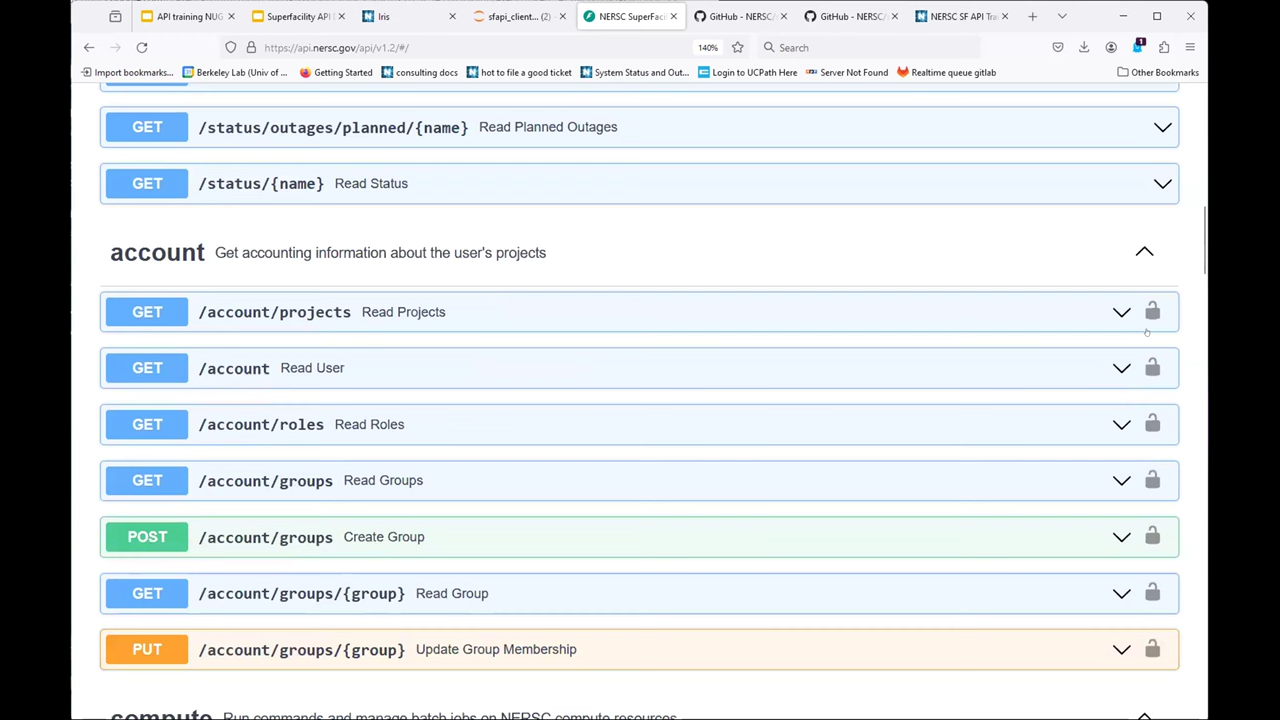 API training NUG
Superfacility API D
Iris
sfapi_client... (2)
NERSC SuperFacil
GitHub - NERSC/
GitHub - NERSC/
NERSC SF API Tra
https://api.nersc.gov/api/v1.2/#/
140%
Search
1
Import bookmarks...
Berkeley Lab (Univ of ...
Getting Started
consulting docs
hot to file a good ticket
System Status and Out...
Login to UCPath Here
Server Not Found
Realtime queue gitlab
Other Bookmarks
GET /status/outages/planned/{name} Read Planned Outages
GET /status/{name} Read Status
account Get accounting information about the user's projects
GET /account/projects Read Projects
GET /account Read User
GET /account/roles Read Roles
GET /account/groups Read Groups
POST /account/groups Create Group
GET /account/groups/{group} Read Group
PUT /account/groups/{group} Update Group Membership
compute Run commands and manage batch jobs on NERSC compute resources